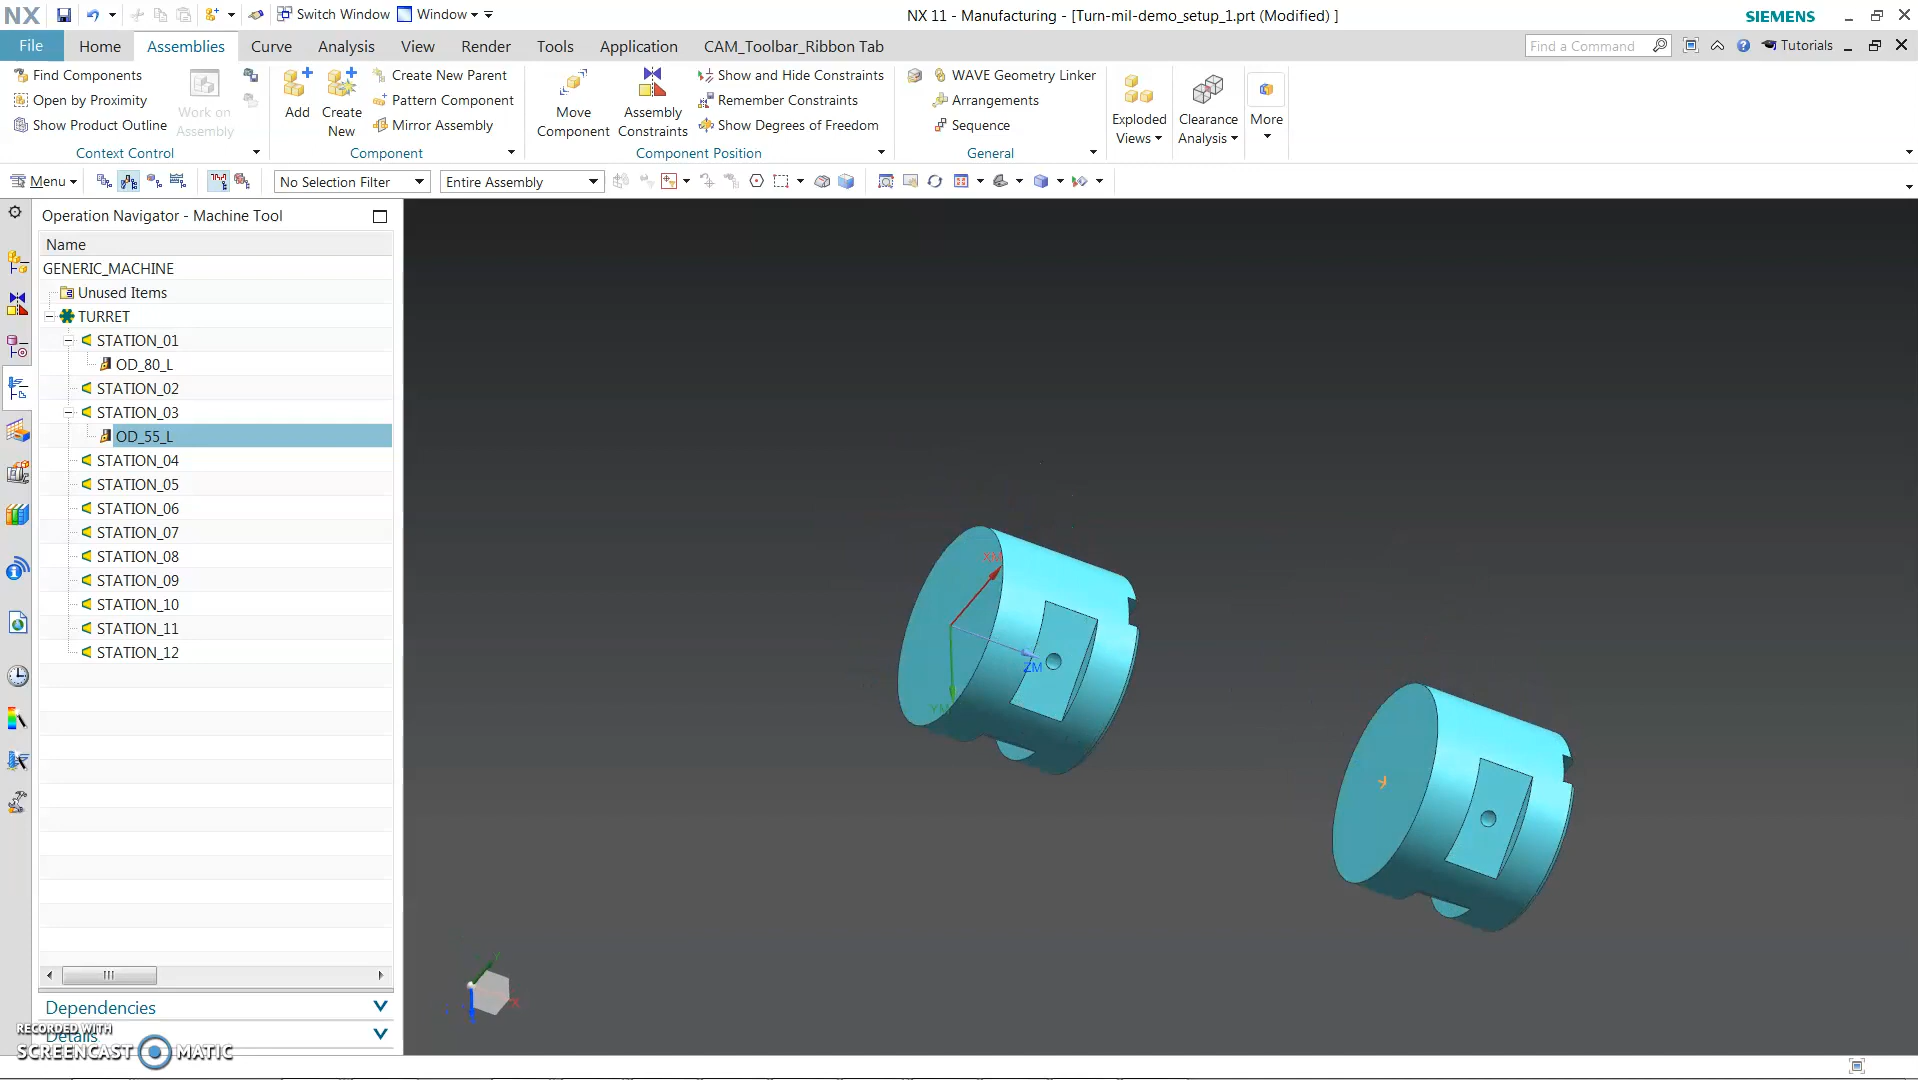 NX
Switch Window
Window
NX 11 - Manufacturing - [Turn-mil-demo_setup_1.prt (Modified) ]
SIEMENS
File
Home
Assemblies
Curve
Analysis
View
Render
Tools
Application
CAM_Toolbar_Ribbon Tab
Find a Command
Tutorials
Find Components
Open by Proximity
Show Product Outline
Work on
Assembly
Context Control
Add
Create
New
Create New Parent
Pattern Component
Mirror Assembly
Component
Move
Component
Assembly
Constraints
Show and Hide Constraints
Remember Constraints
Show Degrees of Freedom
Component Position
WAVE Geometry Linker
Arrangements
Sequence
General
Exploded
Views
Clearance
Analysis
More
Menu
No Selection Filter
Entire Assembly
Operation Navigator - Machine Tool
Name
GENERIC_MACHINE
Unused Items
TURRET
STATION_01
OD_80_L
STATION_02
STATION_03
OD_55_L
STATION_04
STATION_05
STATION_06
STATION_07
STATION_08
STATION_09
STATION_10
STATION_11
STATION_12
XM
ZM
YM
Y
X
Dependencies
Details
RECORDED WITH
SCREENCAST MATIC